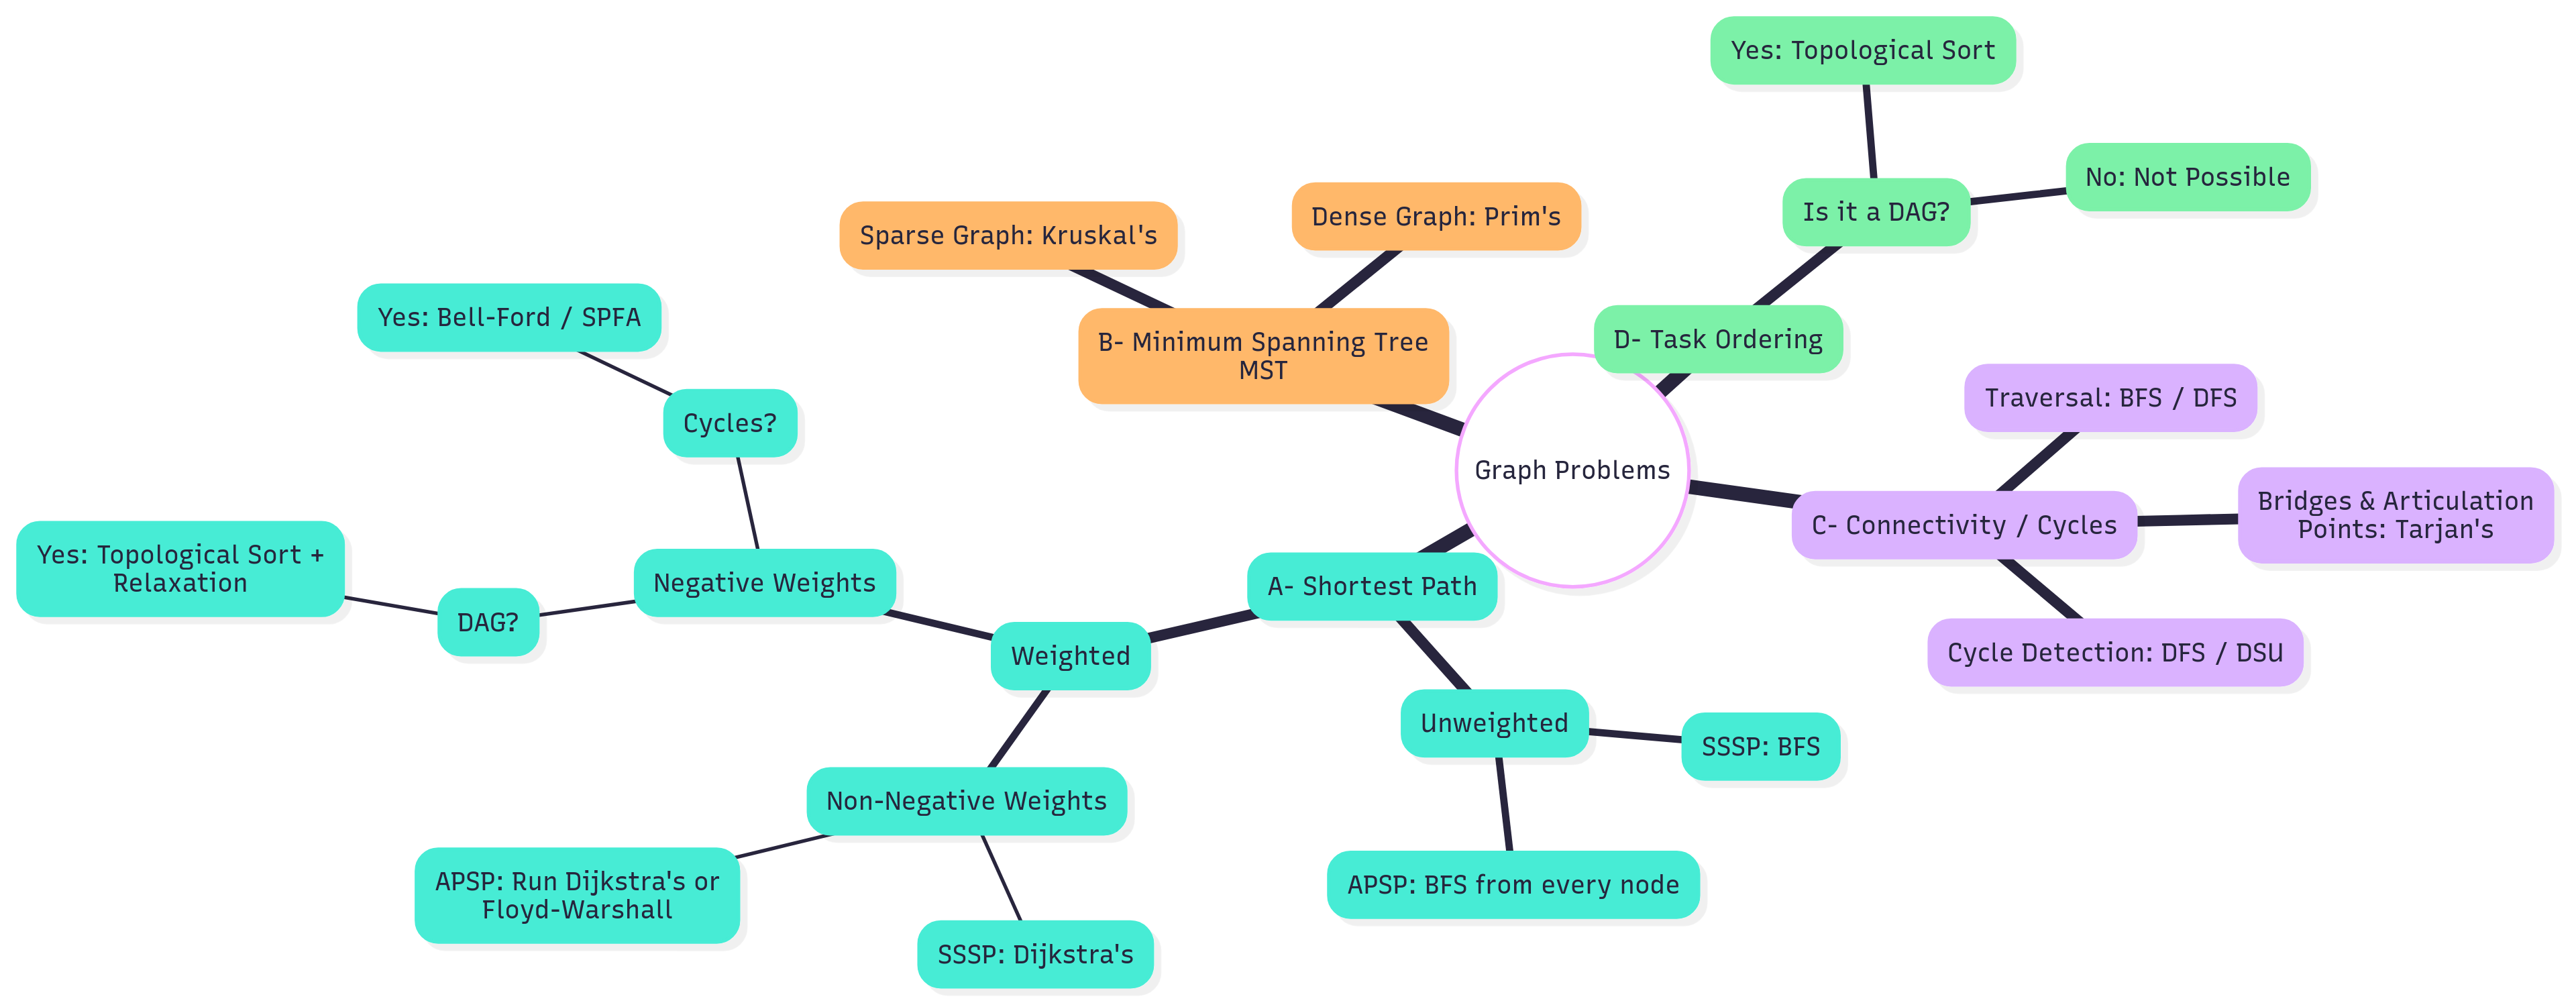 Graph Problems
A- Shortest Path
Unweighted
SSSP: BFS
APSP: BFS from every node
Weighted
Non-Negative Weights
SSSP: Dijkstra's
APSP: Run Dijkstra's or
Floyd-Warshall
Negative Weights
DAG?
Yes: Topological Sort +
Relaxation
Cycles?
Yes: Bell-Ford / SPFA
B- Minimum Spanning Tree
MST
Sparse Graph: Kruskal's
Dense Graph: Prim's
C- Connectivity / Cycles
Traversal: BFS / DFS
Bridges & Articulation
Points: Tarjan's
Cycle Detection: DFS / DSU
D- Task Ordering
Is it a DAG?
Yes: Topological Sort
No: Not Possible